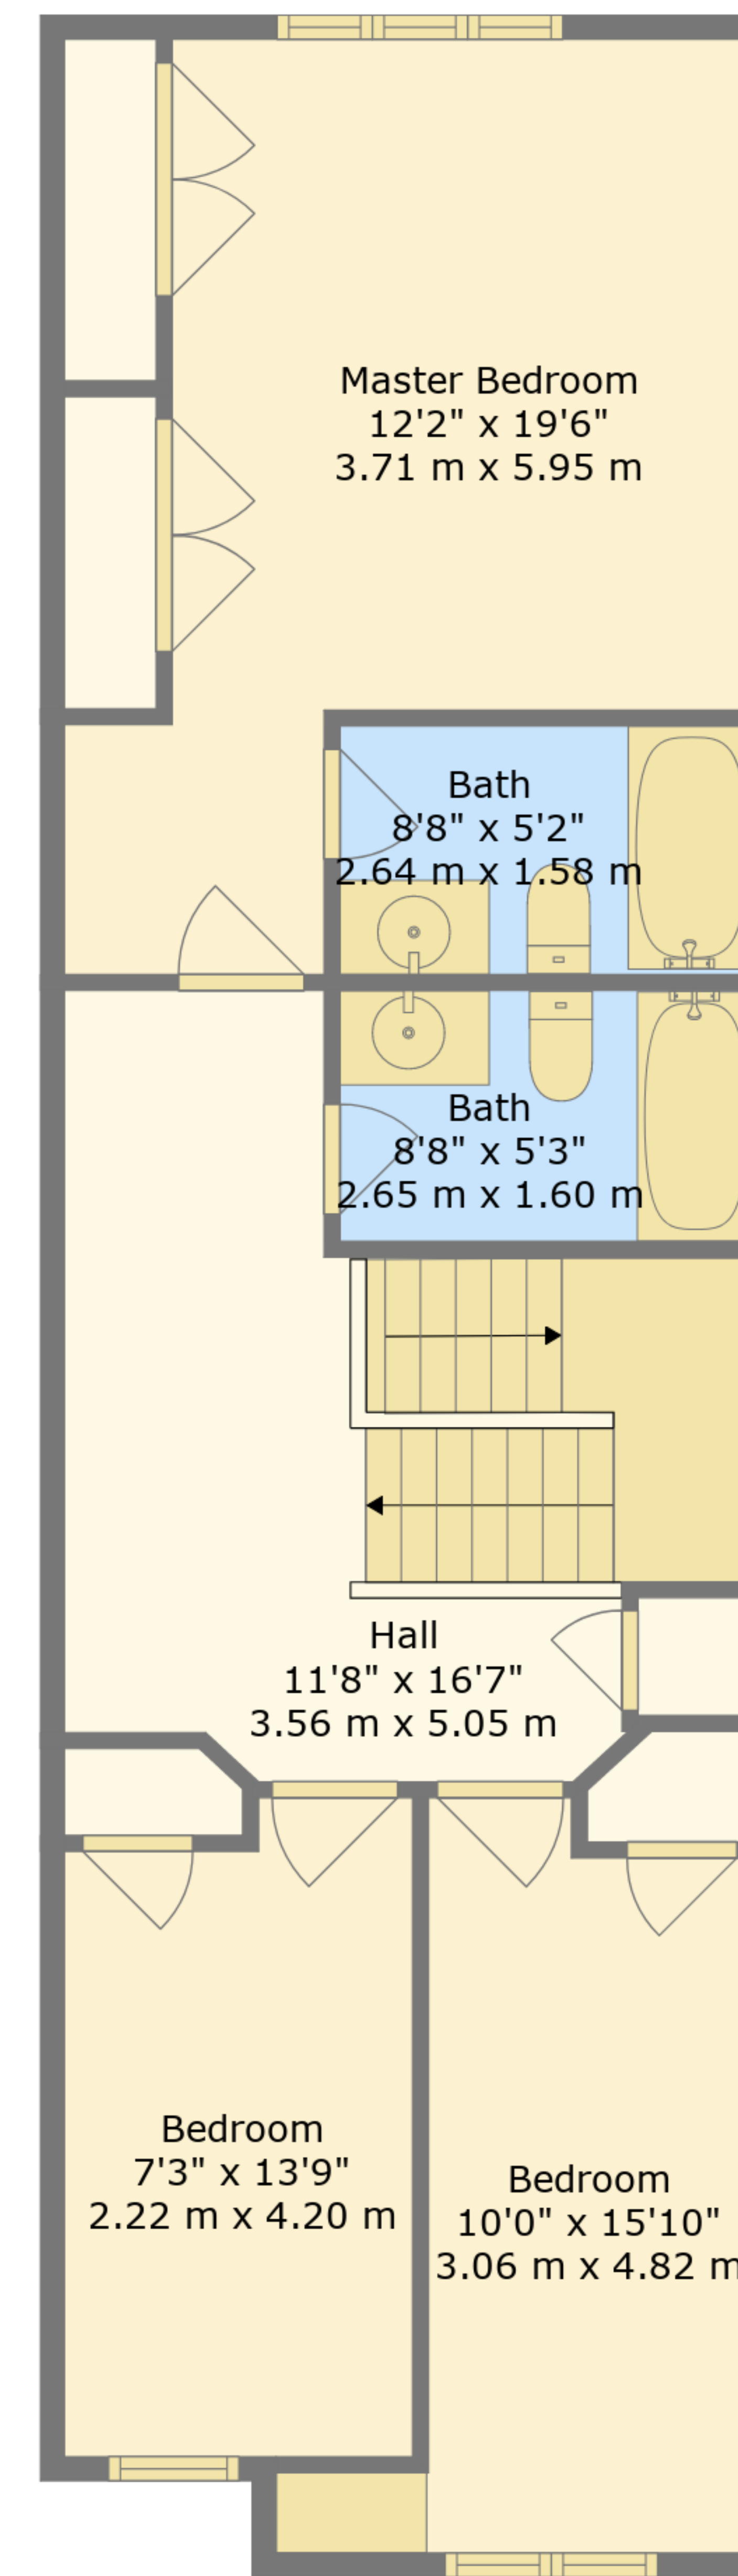 Master Bedroom
12'2" x 19'6"
3.71 m x 5.95 m
Bath
8'8" x 5'2"
2.64 m x 1.58 m
Bath
8'8" x 5'3"
2.65 m x 1.60 m
Hall
11'8" x 16'7"
3.56 m x 5.05 m
Bedroom
7'3" x 13'9"
2.22 m x 4.20 m
Bedroom
10'0" x 15'10"
3.06 m x 4.82 m